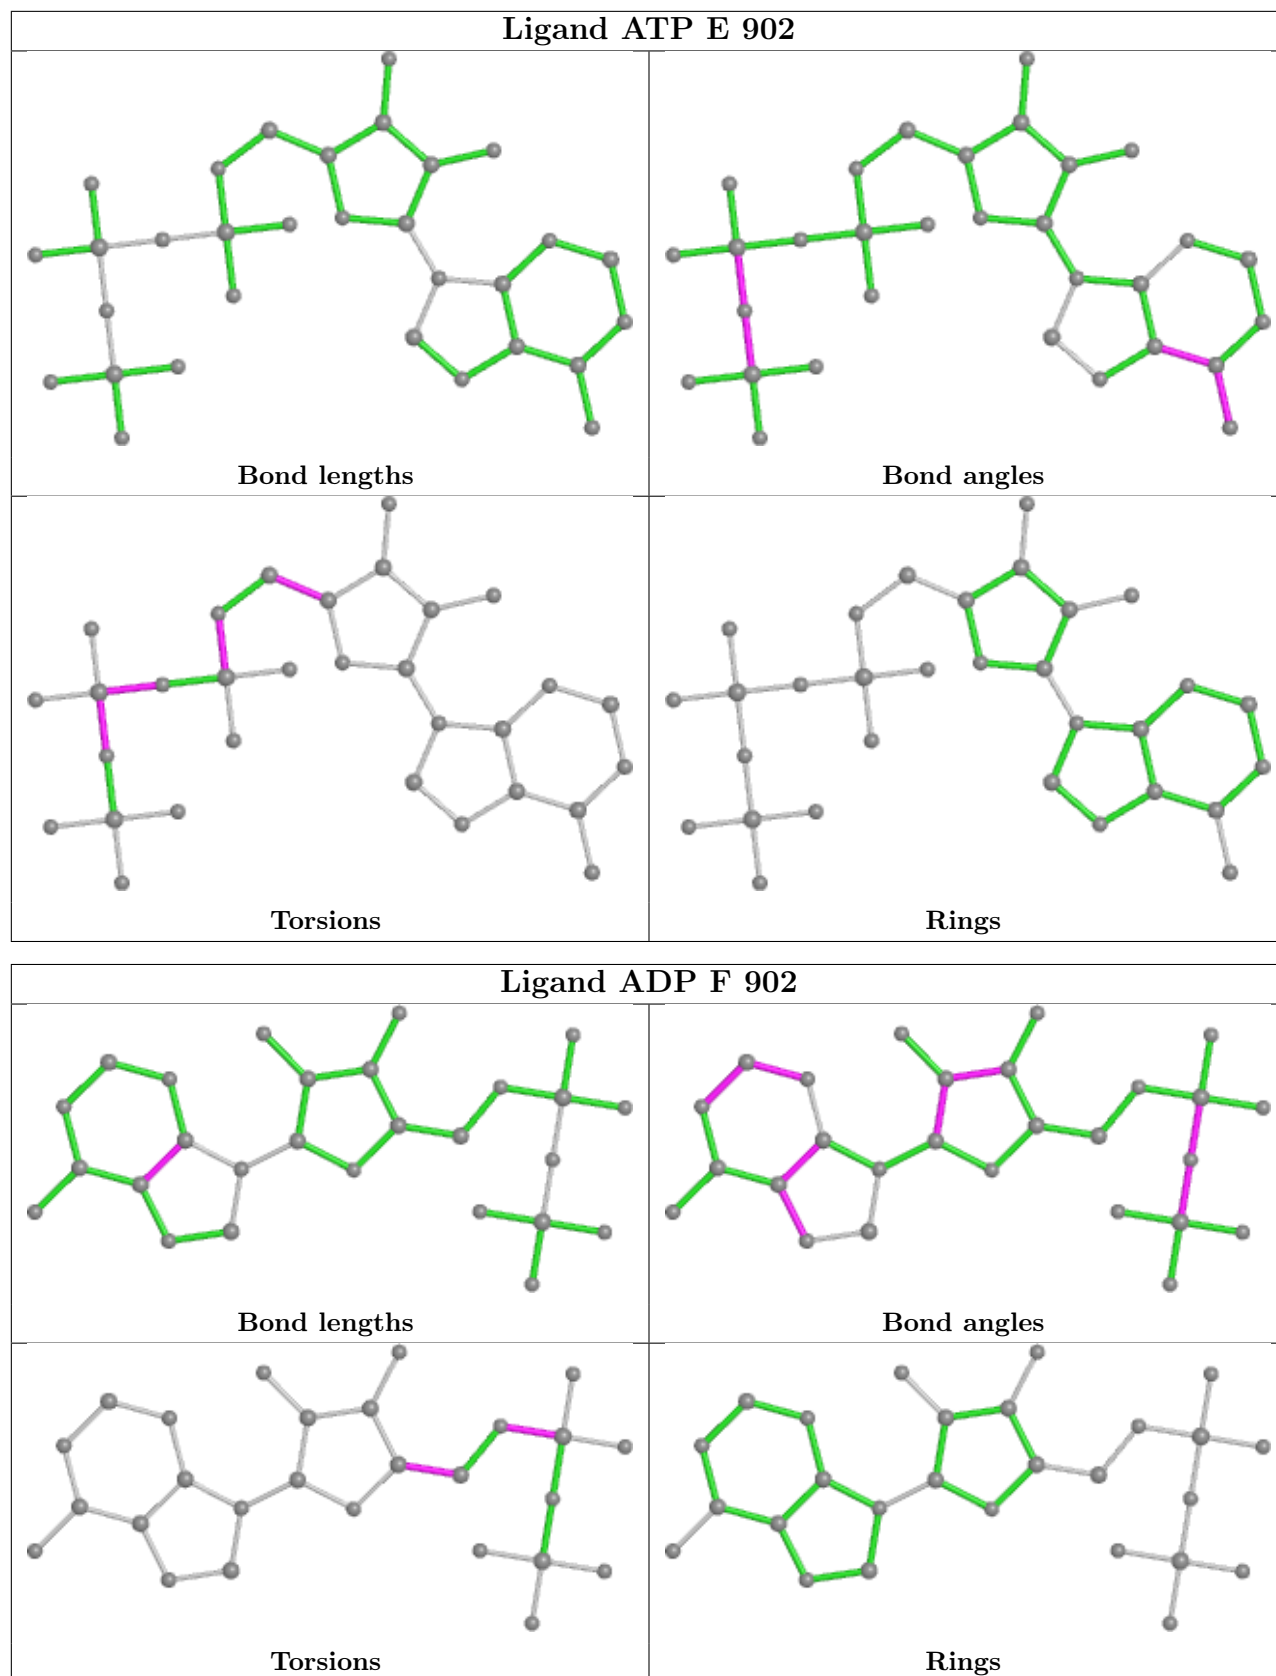 Ligand ATP E 902
Bond lengths
Bond angles
Torsions
Rings
Ligand ADP F 902
Bond lengths
Bond angles
Torsions
Rings